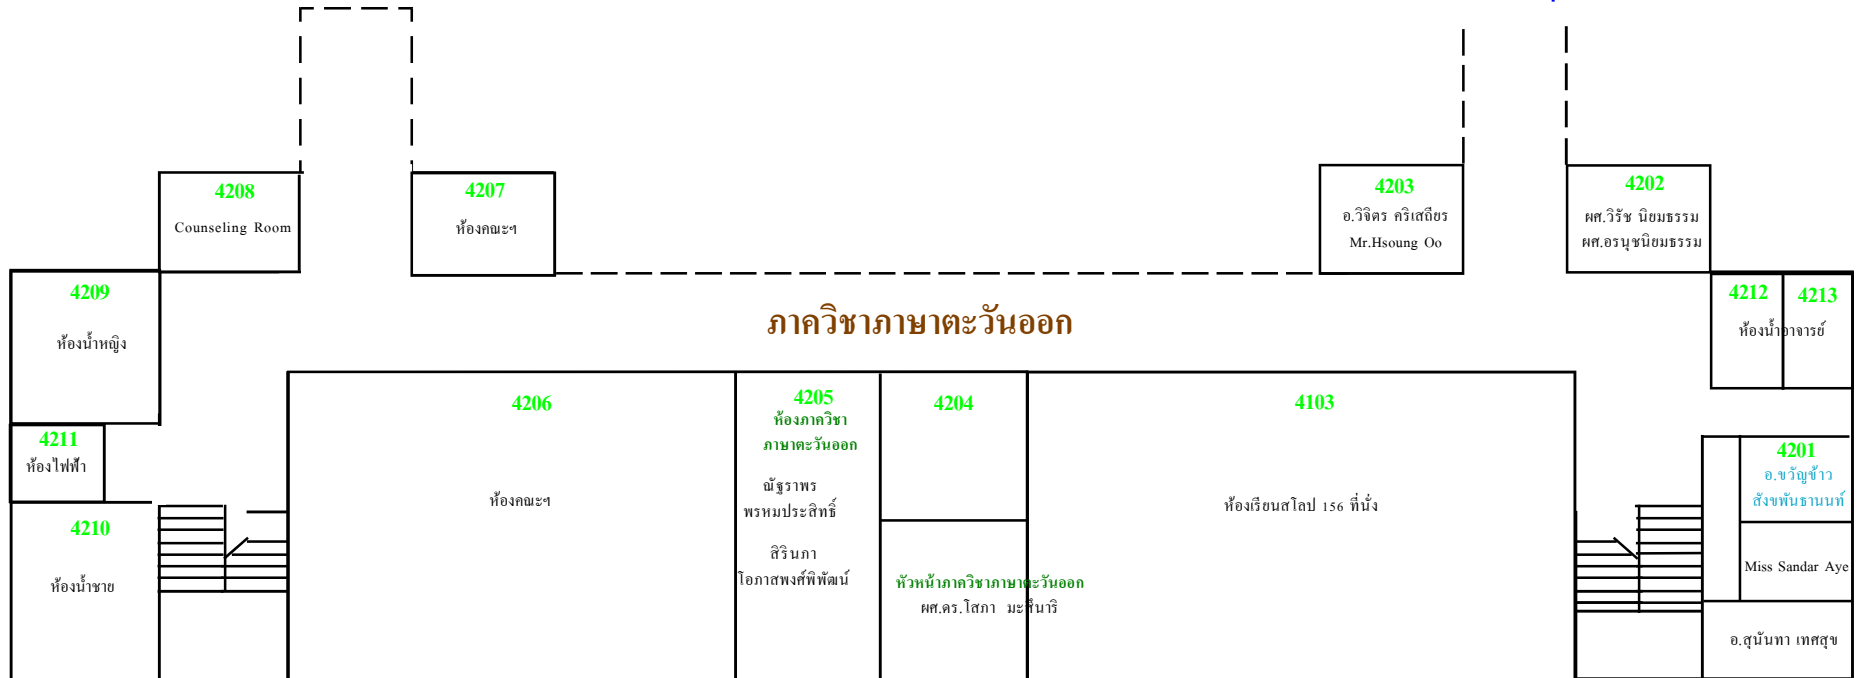 4208
Counseling Room
4207
ห้องคณะฯ
4203
อ.วิจิตร คริเสถียร
Mr.Hsoung Oo
4202
ผศ.วิรัช นิยมธรรม
ผศ.อรนุชนิยมธรรม
4209
ห้องน้ำหญิง
ภาควิชาภาษาตะวันออก
4212
4213
ห้องน้ำอาจารย์
4211
ห้องไฟฟ้า
4210
ห้องน้ำชาย
4206
ห้องคณะฯ
4205
ห้องภาควิชา
ภาษาตะวันออก
ณัฐราพร
พรหมประสิทธิ์
สิรินภา
โอภาสพงศ์พิพัฒน์
4204
หัวหน้าภาควิชาภาษาตะวันออก
ผศ.ดร.โสภา
4103
ห้องเรียนสโลป 156 ที่นั่ง
4201
อ.ขวัญข้าว
สังขพันธานนท์
Miss Sandar Aye
อ.สุนันทา เทศสุข